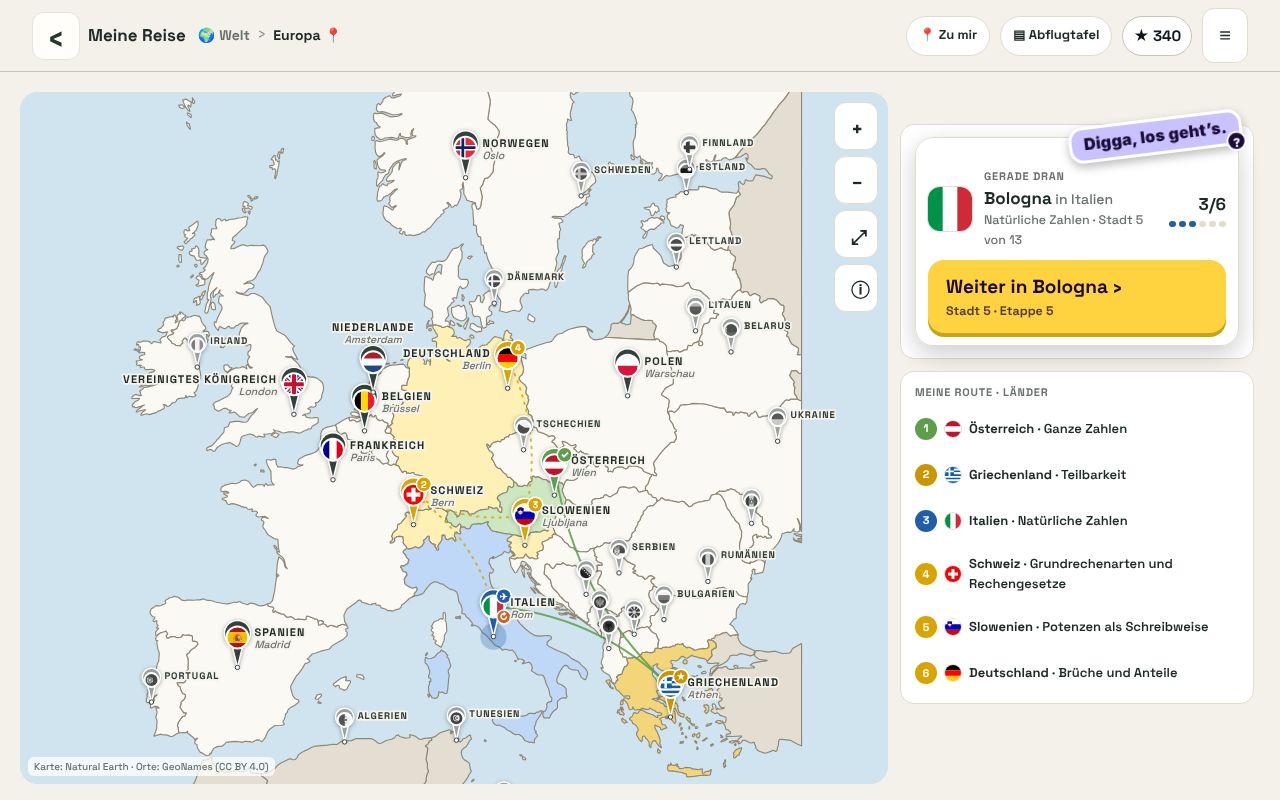 <
Meine Reise
🌍 Welt > Europa 📍
📍 Zu mir
▤ Abflugtafel
★ 340
≡
+
−
NORWEGEN
Oslo
SCHWEDEN
FINNLAND
ESTLAND
LETTLAND
DÄNEMARK
LITAUEN
BELARUS
IRLAND
NIEDERLANDE
Amsterdam
DEUTSCHLAND
Berlin
4
POLEN
Warschau
VEREINIGTES KÖNIGREICH
London
BELGIEN
Brüssel
UKRAINE
TSCHECHIEN
FRANKREICH
Paris
ÖSTERREICH
Wien
SCHWEIZ
Bern
2
SLOWENIEN
Ljubljana
3
SERBIEN
RUMÄNIEN
BULGARIEN
ITALIEN
Rom
SPANIEN
Madrid
PORTUGAL
GRIECHENLAND
Athen
ALGERIEN
TUNESIEN
Karte: Natural Earth · Orte: GeoNames (CC BY 4.0)
Digga, los geht's.
?
GERADE DRAN
Bologna in Italien
3/6
Natürliche Zahlen · Stadt 5
von 13
Weiter in Bologna >
Stadt 5 · Etappe 5
MEINE ROUTE · LÄNDER
1 Österreich · Ganze Zahlen
2 Griechenland · Teilbarkeit
3 Italien · Natürliche Zahlen
4 Schweiz · Grundrechenarten und
Rechengesetze
5 Slowenien · Potenzen als Schreibweise
6 Deutschland · Brüche und Anteile